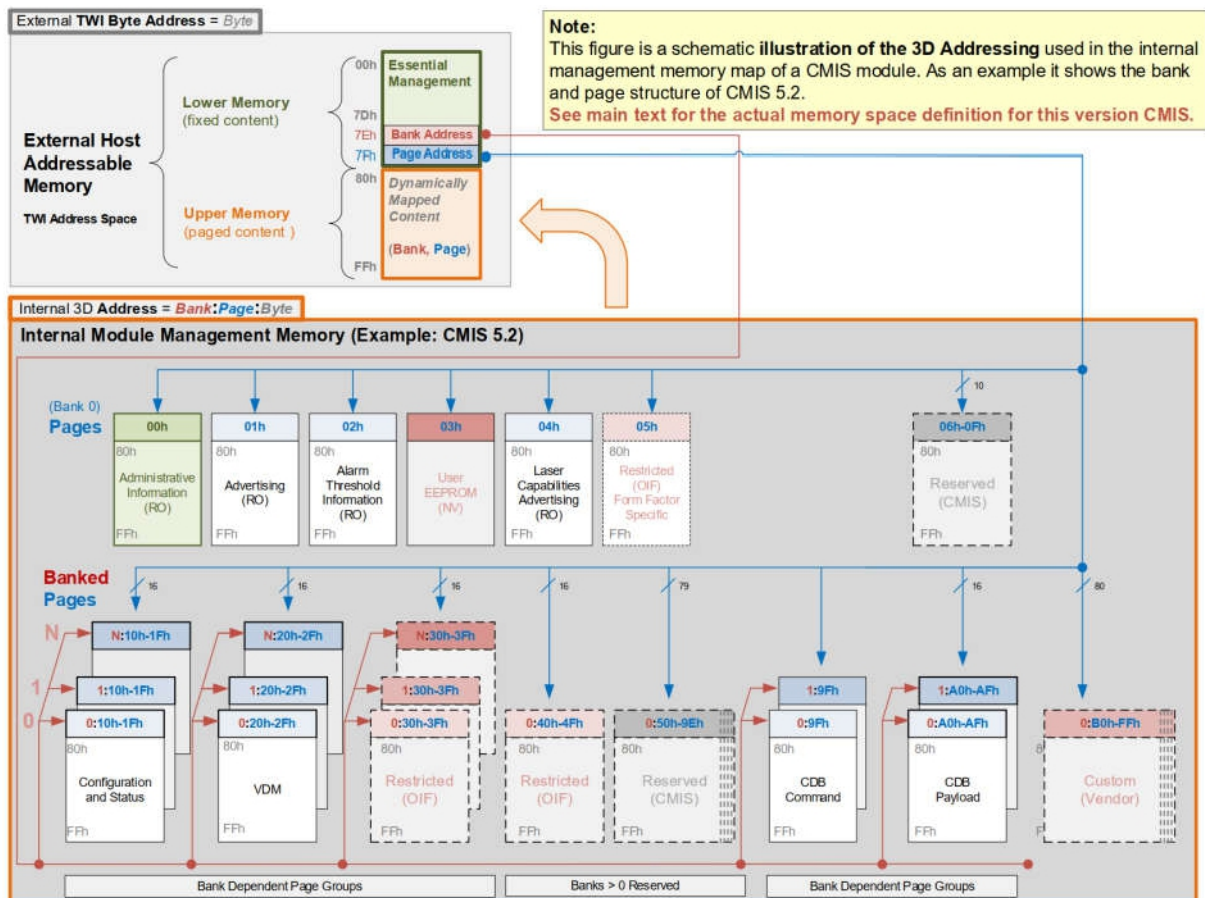 External TWI Byte Address = Byte
Note:
This figure is a schematic illustration of the 3D Addressing used in the internal
management memory map of a CMIS module. As an example it shows the bank
and page structure of CMIS 5.2.
See main text for the actual memory space definition for this version CMIS.
External Host
Addressable
Memory
TWI Address Space
Lower Memory
(fixed content)
Upper Memory
(paged content )
00h
7Dh
7Eh
7Fh
80h
FFh
Essential
Management
Bank Address
Page Address
Dynamically
Mapped
Content
(Bank, Page)
Internal 3D Address = Bank:Page:Byte
Internal Module Management Memory (Example: CMIS 5.2)
(Bank 0)
Pages
10
00h
80h
Administrative
Information
(RO)
FFh
01h
80h
Advertising
(RO)
FFh
02h
80h
Alarm
Threshold
Information
(RO)
FFh
03h
80h
User
EEPROM
(NV)
FFh
04h
80h
Laser
Capabilities
Advertising
(RO)
FFh
05h
80h
Restricted
(OIF)
Form Factor
Specific
FFh
06h-0Fh
80h
Reserved
(CMIS)
FFh
Banked
Pages
16
16
16
16
79
16
80
N
1
0
N:10h-1Fh
1:10h-1Fh
0:10h-1Fh
80h
Configuration
and Status
FFh
N:20h-2Fh
1:20h-2Fh
0:20h-2Fh
80h
VDM
FFh
N:30h-3Fh
1:30h-3Fh
0:30h-3Fh
80h
Restricted
(OIF)
FFh
0:40h-4Fh
80h
Restricted
(OIF)
FFh
0:50h-9Eh
80h
Reserved
(CMIS)
FFh
1:9Fh
0:9Fh
80h
CDB
Command
FFh
1:A0h-AFh
0:A0h-AFh
80h
CDB
Payload
FFh
0:B0h-FFh
Custom
(Vendor)
Bank Dependent Page Groups
Banks > 0 Reserved
Bank Dependent Page Groups